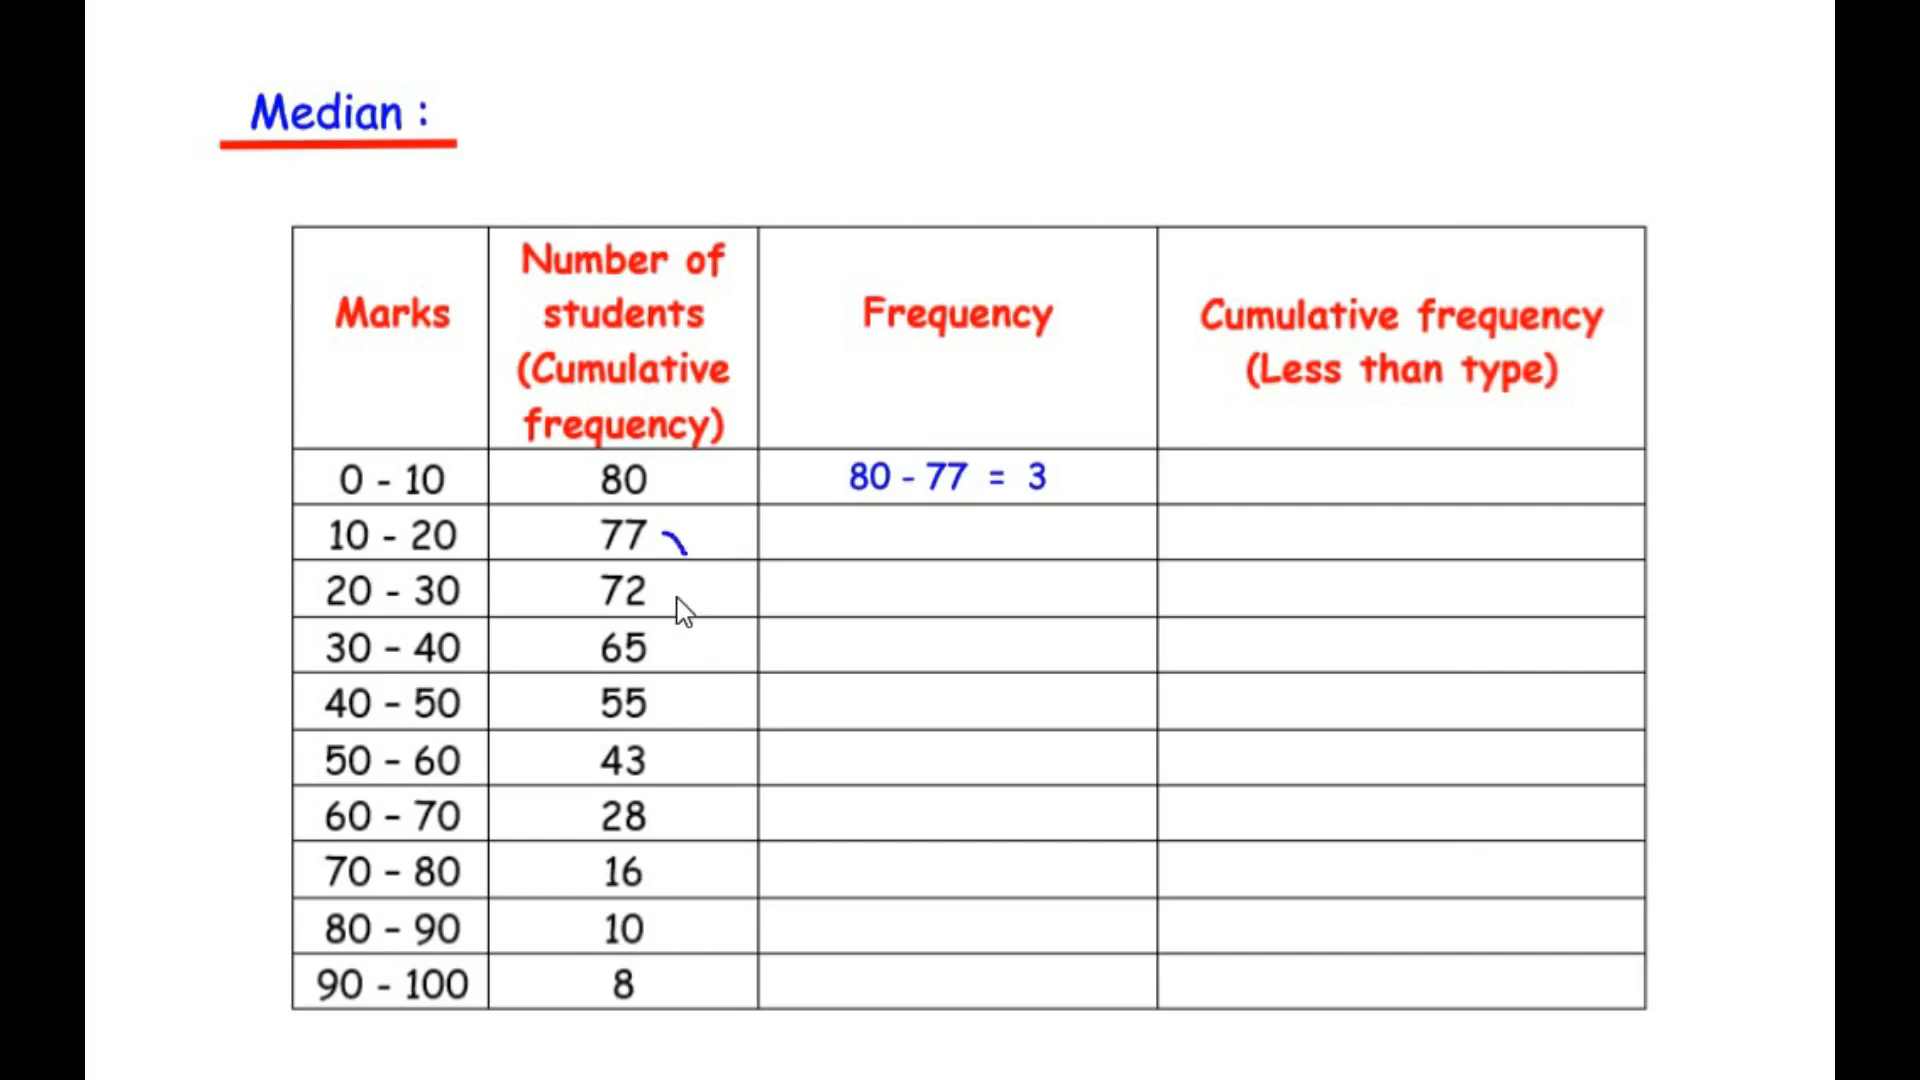 Median :
Marks
Number of
students
(Cumulative
frequency)
Frequency
Cumulative frequency
(Less than type)
0 - 10 80 80 - 77 = 3
10 - 20 77
20 - 30 72
30 - 40 65
40 - 50 55
50 - 60 43
60 - 70 28
70 - 80 16
80 - 90 10
90 - 100 8